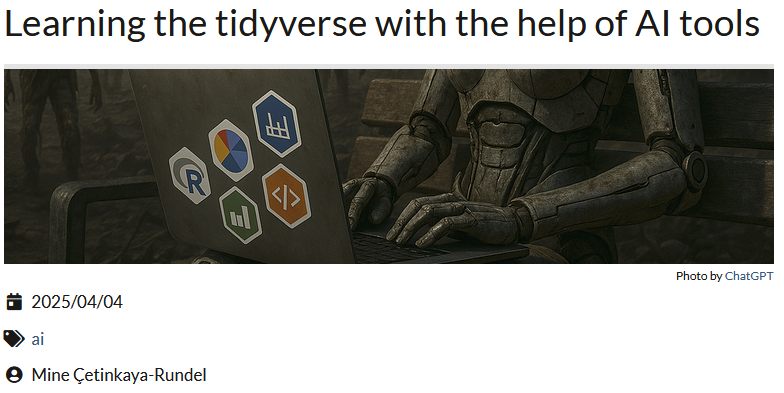 Learning the tidyverse with the help of AI tools
R
</>
Photo by ChatGPT
2025/04/04
ai
Mine Çetinkaya-Rundel